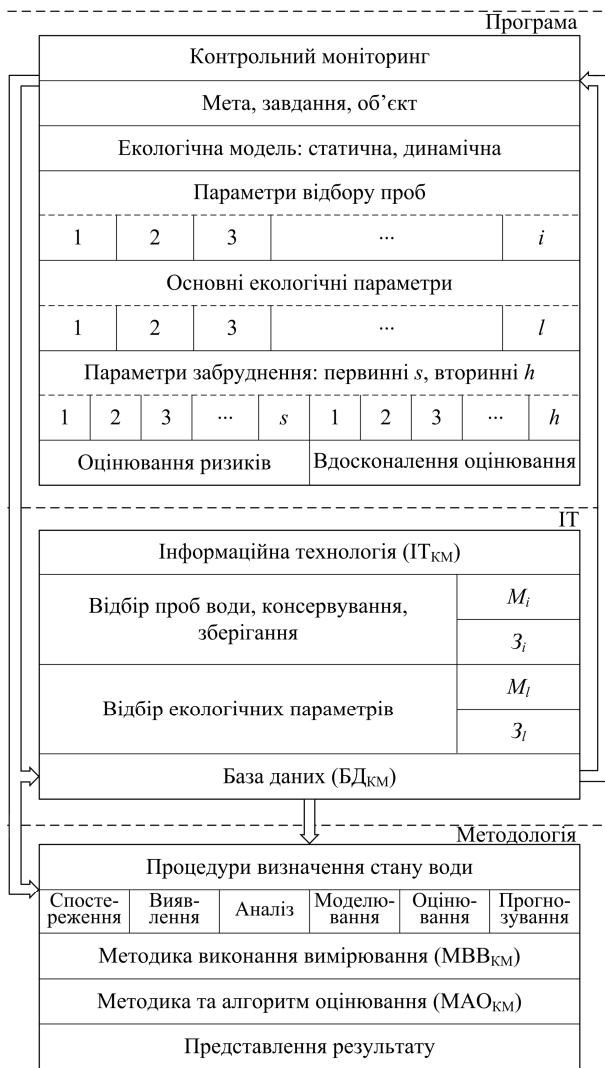 Програма
Контрольний моніторинг
Мета, завдання, об’єкт
Екологічна модель: статична, динамічна
Параметри відбору проб
1 2 3 ... i
Основні екологічні параметри
1 2 3 ... l
Параметри забруднення: первинні s, вторинні h
1 2 3 ... s 1 2 3 ... h
Оцінювання ризиків Вдосконалення оцінювання
ІТ
Інформаційна технологія (ІТКМ)
Відбір проб води, консервування,
зберігання
Mi
Зi
Відбір екологічних параметрів
Ml
Зl
База даних (БДКМ)
Методологія
Процедури визначення стану води
Спосте-
реження
Вияв-
лення
Аналіз
Моделю-
вання
Оціню-
вання
Прогно-
зування
Методика виконання вимірювання (МВВКМ)
Методика та алгоритм оцінювання (МАОКМ)
Представлення результату